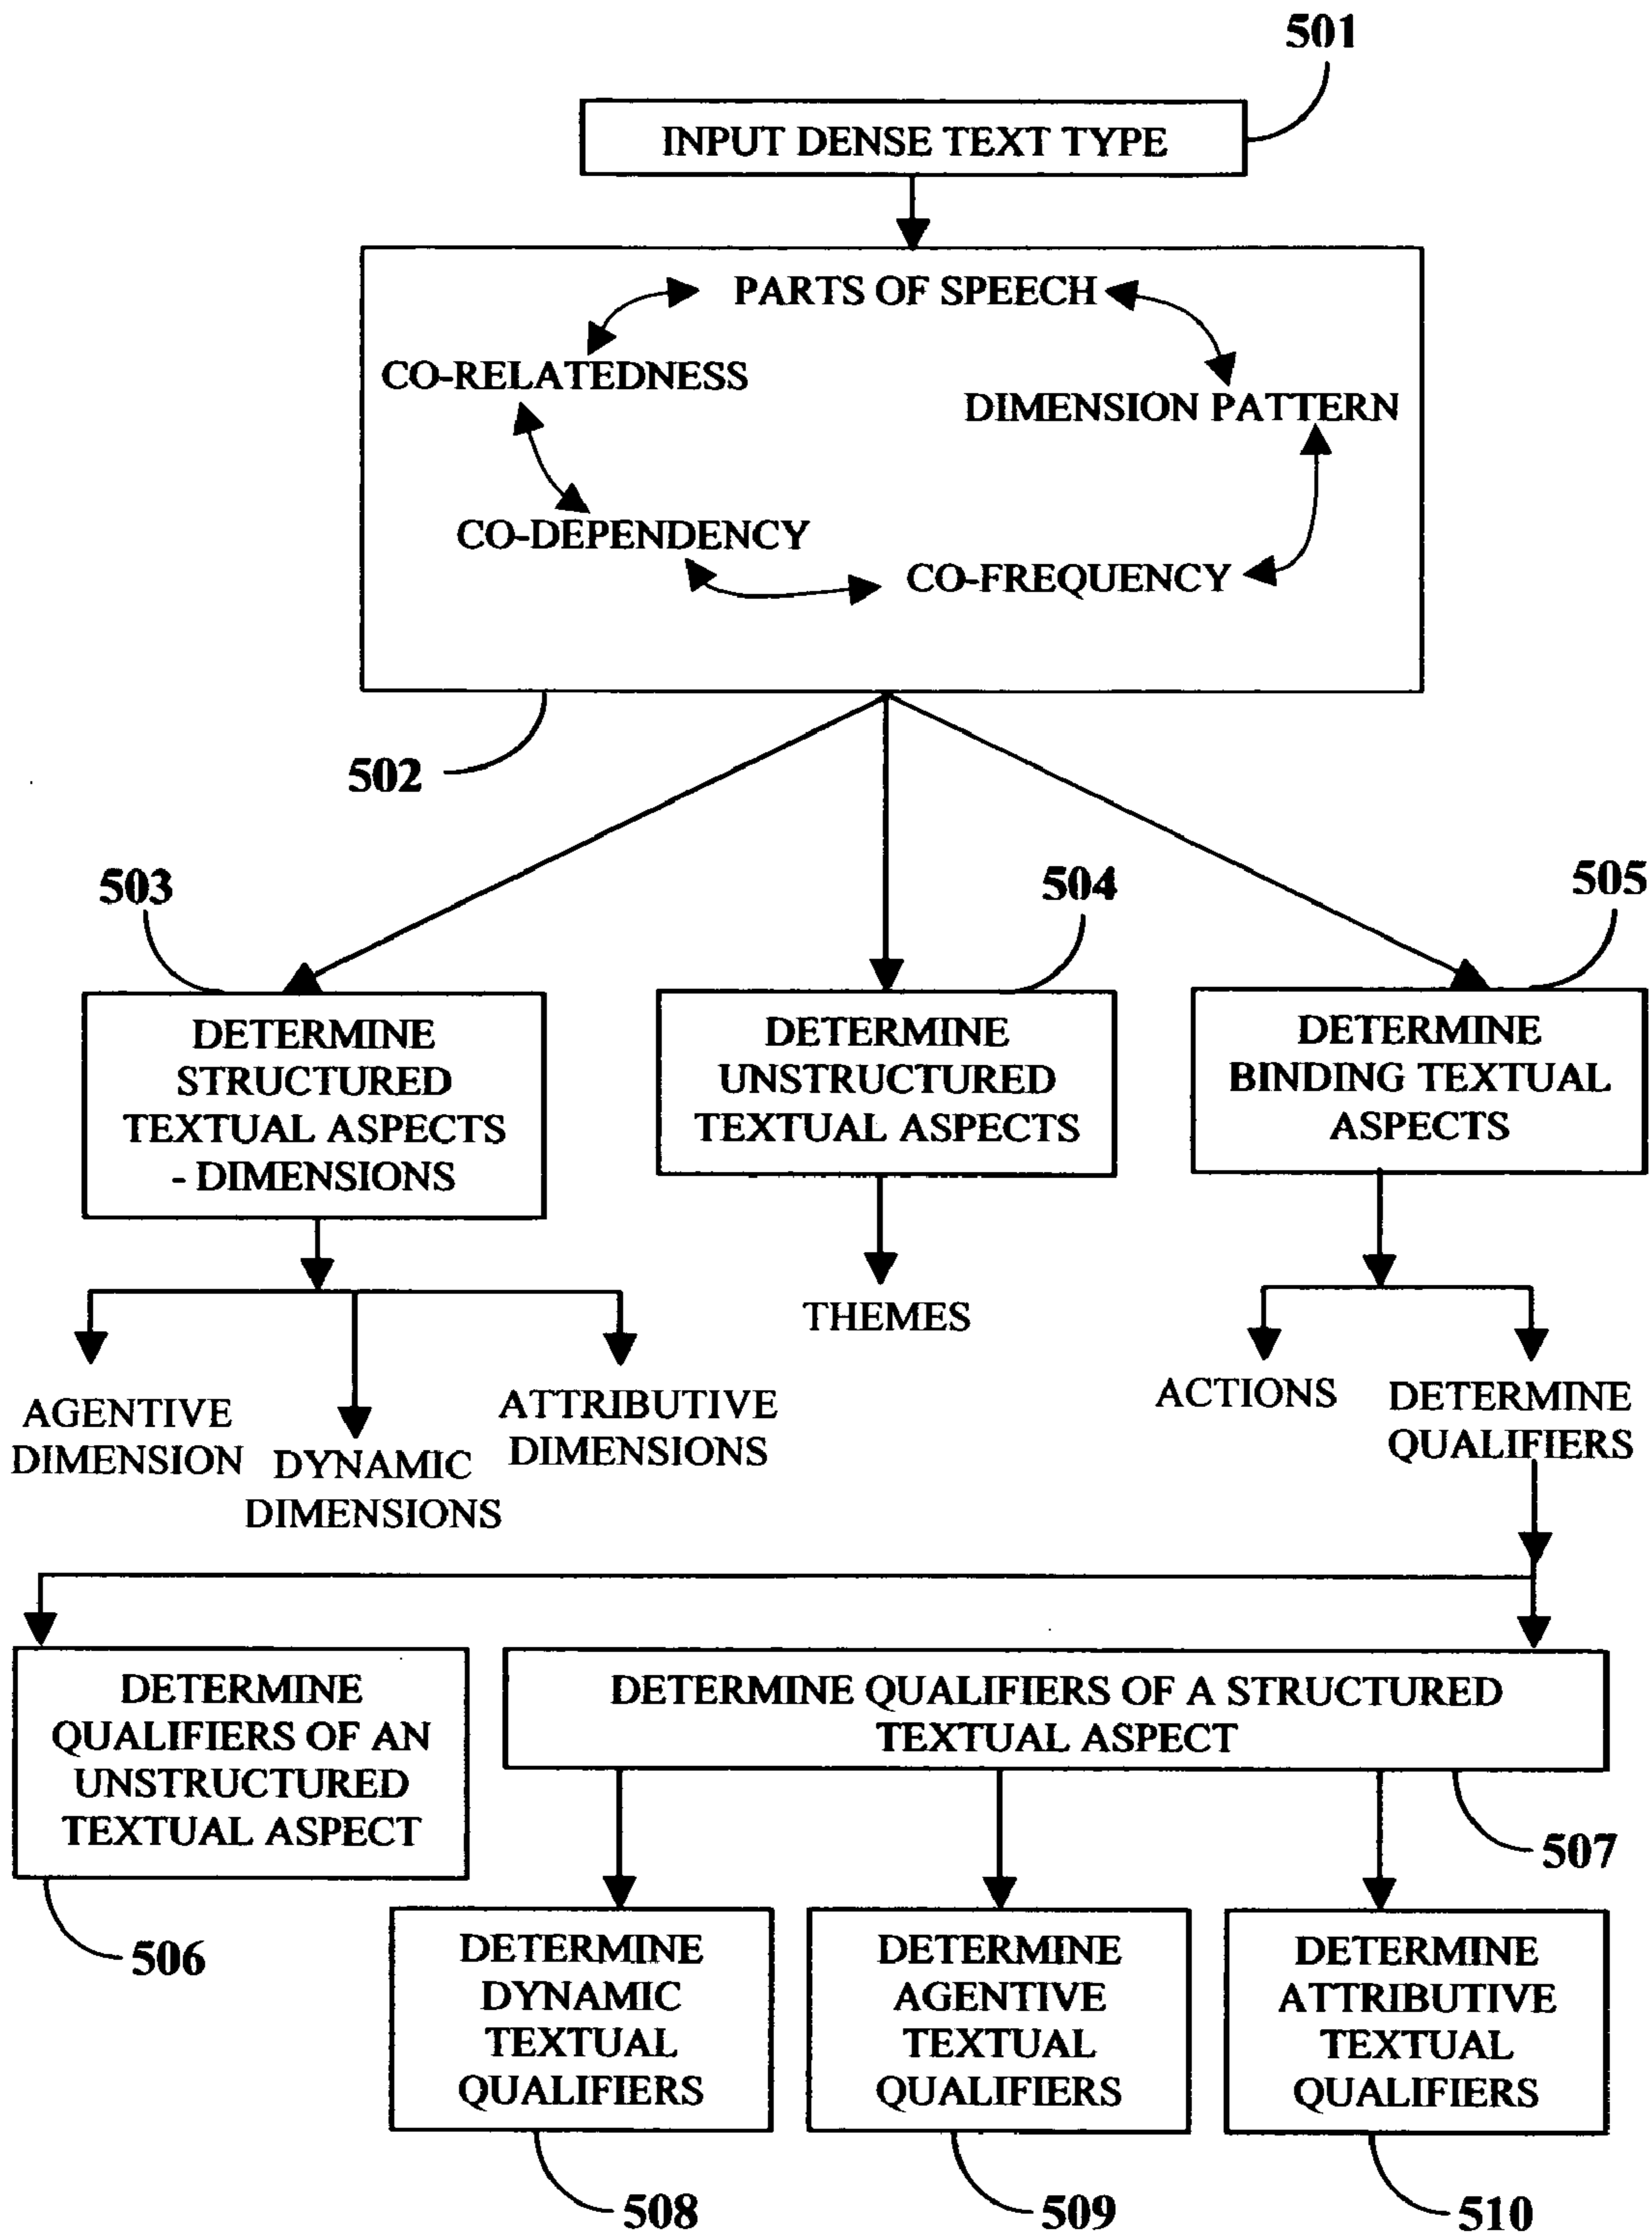 501
INPUT DENSE TEXT TYPE
PARTS OF SPEECH
CO-RELATEDNESS
DIMENSION PATTERN
CO-DEPENDENCY
CO-FREQUENCY
502
503
504
505
DETERMINE
STRUCTURED
TEXTUAL ASPECTS
- DIMENSIONS
DETERMINE
UNSTRUCTURED
TEXTUAL ASPECTS
DETERMINE
BINDING TEXTUAL
ASPECTS
AGENTIVE
DIMENSION
DYNAMIC
DIMENSIONS
ATTRIBUTIVE
DIMENSIONS
THEMES
ACTIONS
DETERMINE
QUALIFIERS
DETERMINE
QUALIFIERS OF AN
UNSTRUCTURED
TEXTUAL ASPECT
DETERMINE QUALIFIERS OF A STRUCTURED
TEXTUAL ASPECT
507
506
DETERMINE
DYNAMIC
TEXTUAL
QUALIFIERS
DETERMINE
AGENTIVE
TEXTUAL
QUALIFIERS
DETERMINE
ATTRIBUTIVE
TEXTUAL
QUALIFIERS
508
509
510